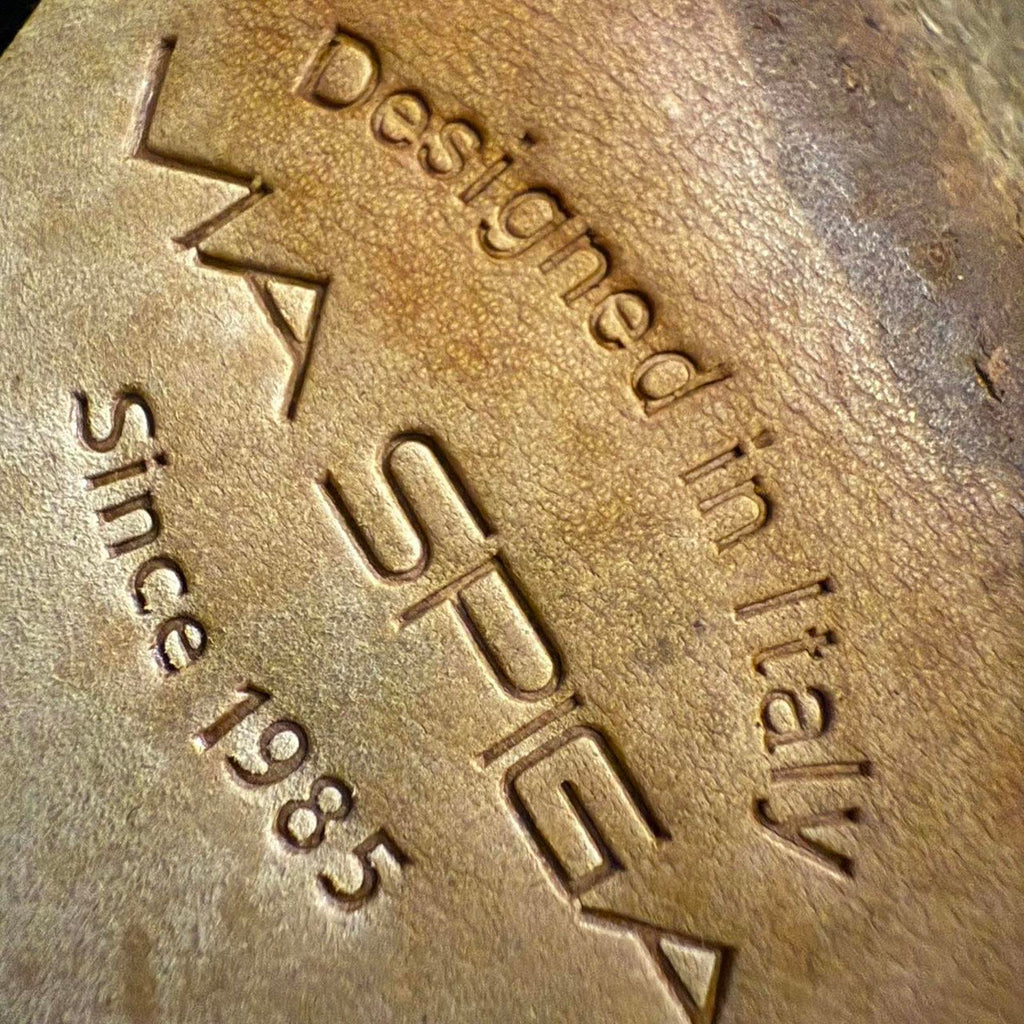 Designed in Italy
VIA SPIGA
Since 1985